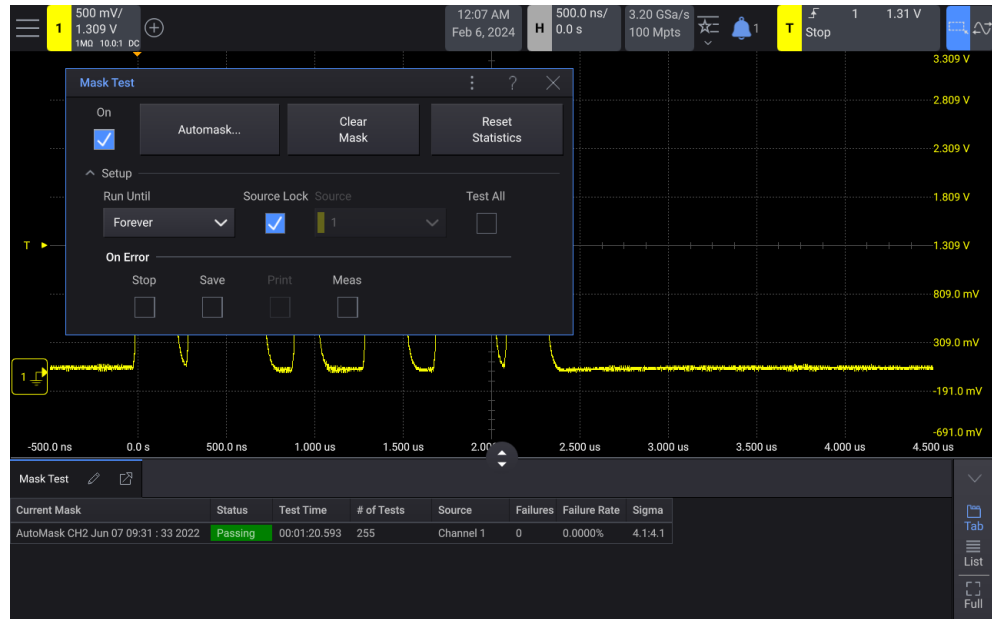 1
500 mV/
1.309 V
1MΩ 10.0:1 DC
12:07 AM
Feb 6, 2024
H
500.0 ns/
0.0 s
3.20 GSa/s
100 Mpts
1
T
1 1.31 V
Stop
3.309 V
2.809 V
2.309 V
1.809 V
1.309 V
809.0 mV
309.0 mV
-191.0 mV
-691.0 mV
Mask Test
?
On
Automask...
Clear
Mask
Reset
Statistics
Setup
Run Until
Source Lock
Source
Test All
Forever
1
On Error
Stop
Save
Print
Meas
T
1
-500.0 ns
0.0 s
500.0 ns
1.000 us
1.500 us
2.00
2.500 us
3.000 us
3.500 us
4.000 us
4.500 us
Mask Test
Current Mask Status Test Time # of Tests Source Failures Failure Rate Sigma
AutoMask CH2 Jun 07 09:31 : 33 2022 Passing 00:01:20.593 255 Channel 1 0 0.0000% 4.1:4.1
Tab
List
Full